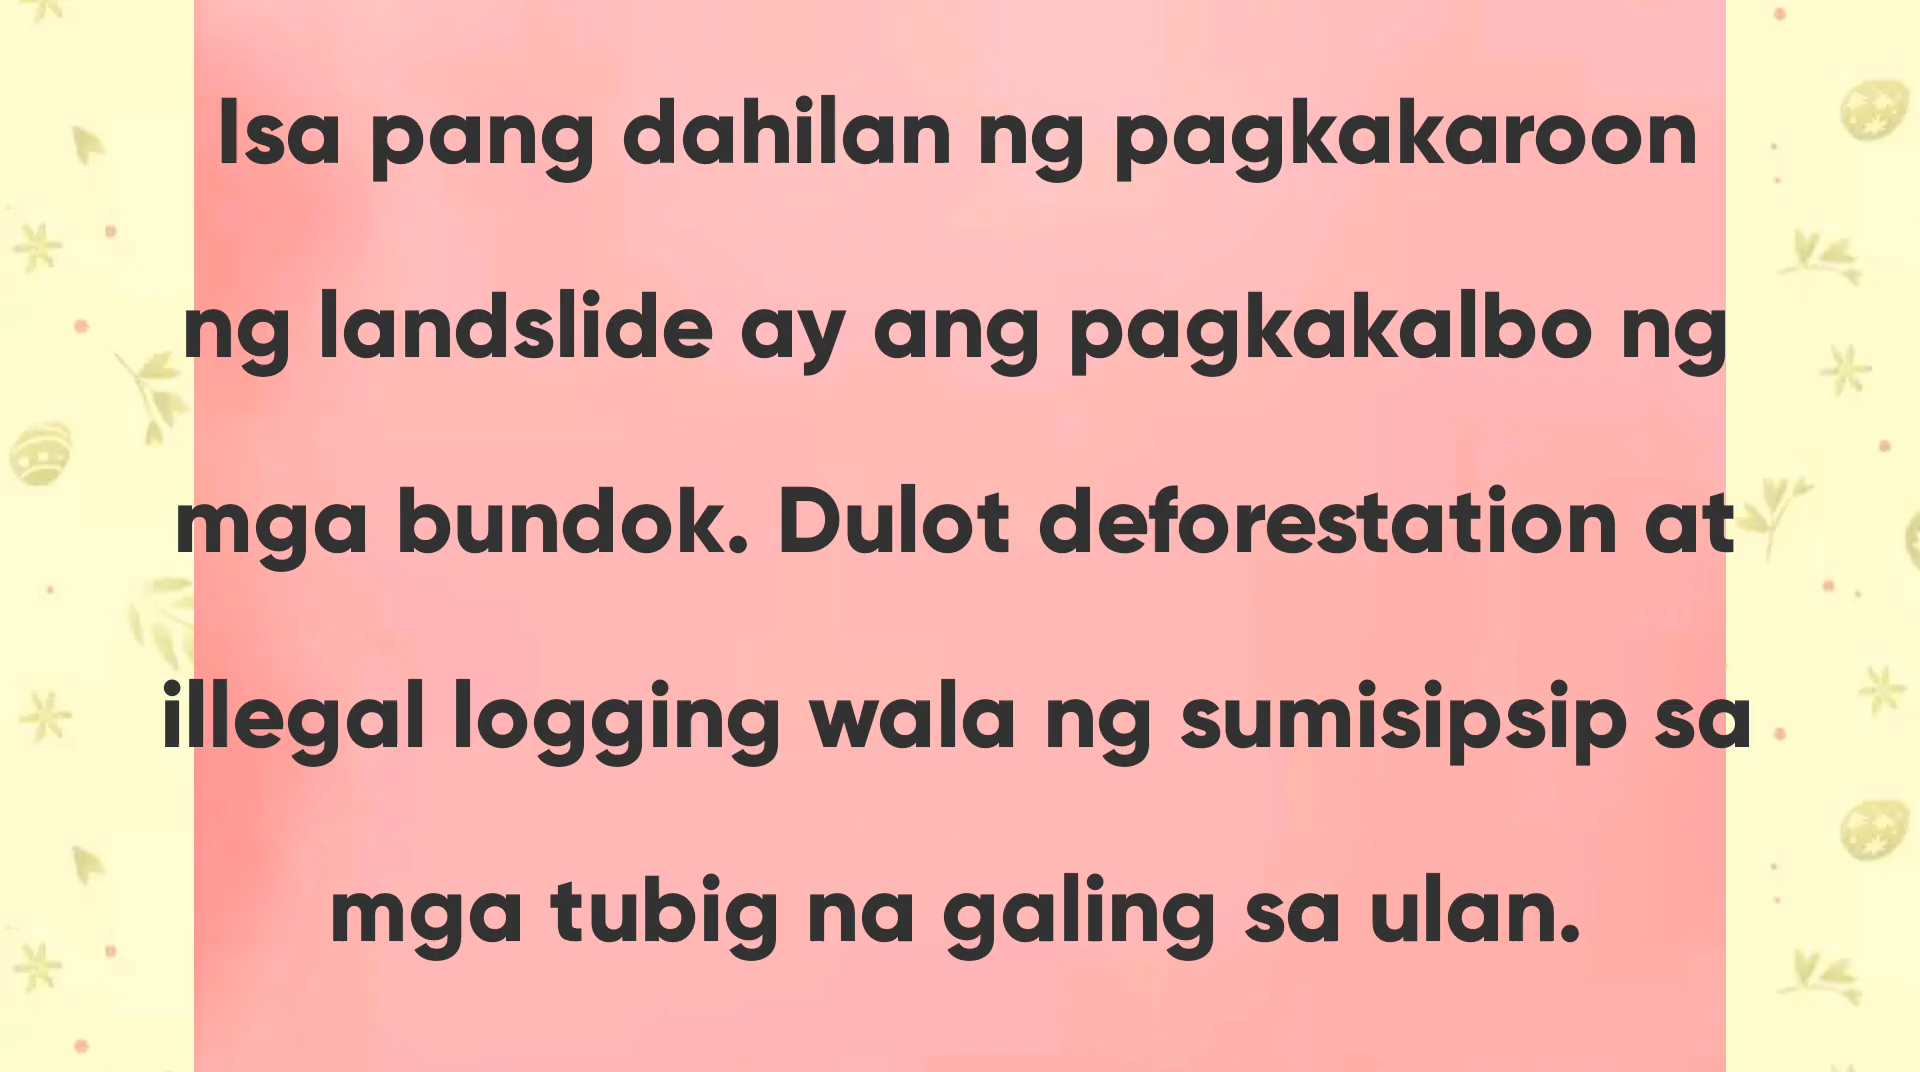 Isa pang dahilan ng pagkakaroon
ng landslide ay ang pagkakalbo ng
mga bundok. Dulot deforestation at
illegal logging wala ng sumisipsip sa
mga tubig na galing sa ulan.